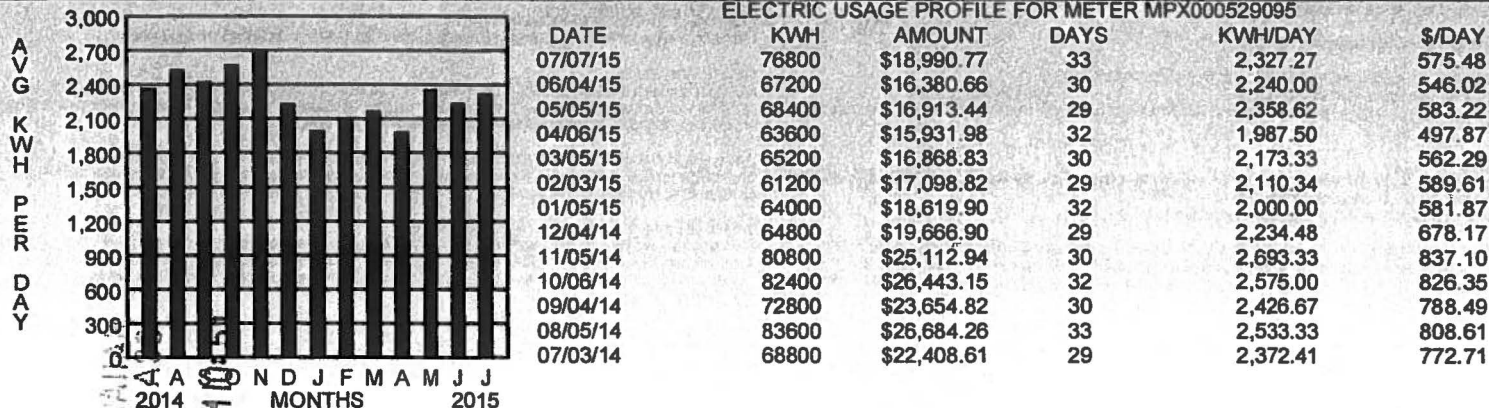 ELECTRIC USAGE PROFILE FOR METER MPX000529095
AVG KWH PER DAY
3,000
2,700
2,400
2,100
1,800
1,500
1,200
900
600
300
0
A S O N D J F M A M J J
2014 MONTHS 2015
DATE KWH AMOUNT DAYS KWH/DAY $/DAY
07/07/15 76800 $18,990.77 33 2,327.27 575.48
06/04/15 67200 $16,380.66 30 2,240.00 546.02
05/05/15 68400 $16,913.44 29 2,358.62 583.22
04/06/15 63600 $15,931.98 32 1,987.50 497.87
03/05/15 65200 $16,868.83 30 2,173.33 562.29
02/03/15 61200 $17,098.82 29 2,110.34 589.61
01/05/15 64000 $18,619.90 32 2,000.00 581.87
12/04/14 64800 $19,666.90 29 2,234.48 678.17
11/05/14 80800 $25,112.94 30 2,693.33 837.10
10/06/14 82400 $26,443.15 32 2,575.00 826.35
09/04/14 72800 $23,654.82 30 2,426.67 788.49
08/05/14 83600 $26,684.26 33 2,533.33 808.61
07/03/14 68800 $22,408.61 29 2,372.41 772.71